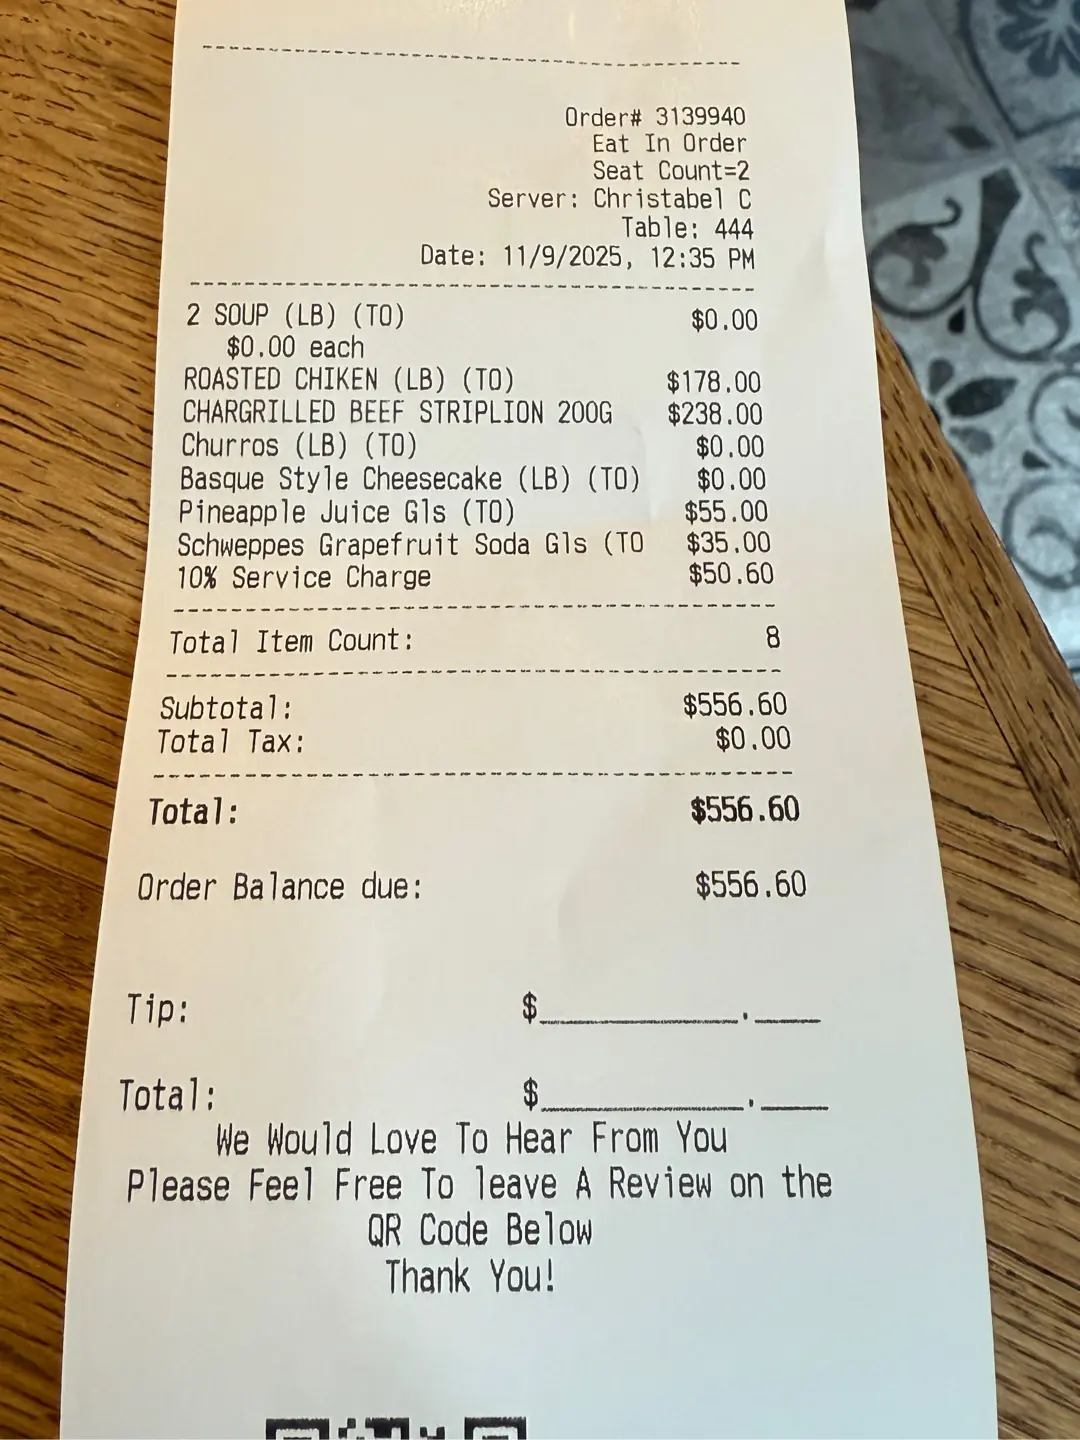 Order# 3139940
Eat In Order
Seat Count=2
Server: Christabel C
Table: 444
Date: 11/9/2025, 12:35 PM
2 SOUP (LB) (TO) $0.00
$0.00 each
ROASTED CHIKEN (LB) (TO) $178.00
CHARGRILLED BEEF STRIPLION 200G $238.00
Churros (LB) (TO) $0.00
Basque Style Cheesecake (LB) (TO) $0.00
Pineapple Juice Gls (TO) $55.00
Schweppes Grapefruit Soda Gls (TO $35.00
10% Service Charge $50.60
Total Item Count: 8
Subtotal: $556.60
Total Tax: $0.00
Total: $556.60
Order Balance due: $556.60
Tip: $__________.____
Total: $__________.____
We Would Love To Hear From You
Please Feel Free To leave A Review on the
QR Code Below
Thank You!